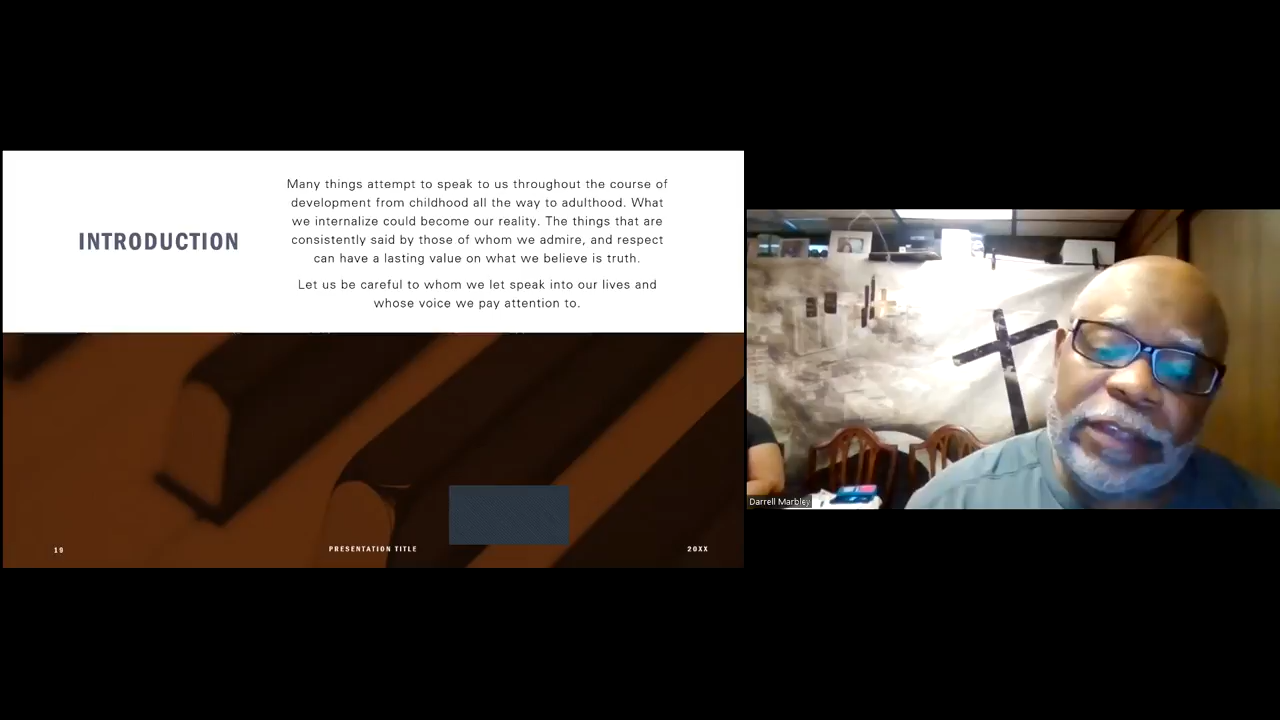 INTRODUCTION
Many things attempt to speak to us throughout the course of
development from childhood all the way to adulthood. What
we internalize could become our reality. The things that are
consistently said by those of whom we admire, and respect
can have a lasting value on what we believe is truth.
Let us be careful to whom we let speak into our lives and
whose voice we pay attention to.
19
PRESENTATION TITLE
20XX
Darrell Marbley